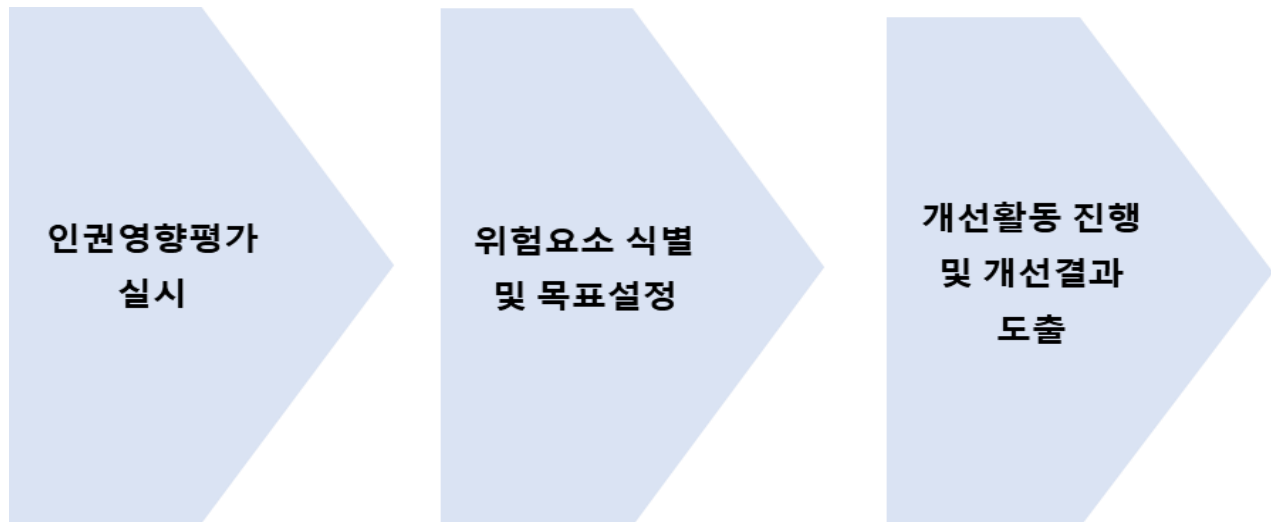 인권영향평가
실시
위험요소 식별
및 목표설정
개선활동 진행
및 개선결과
도출